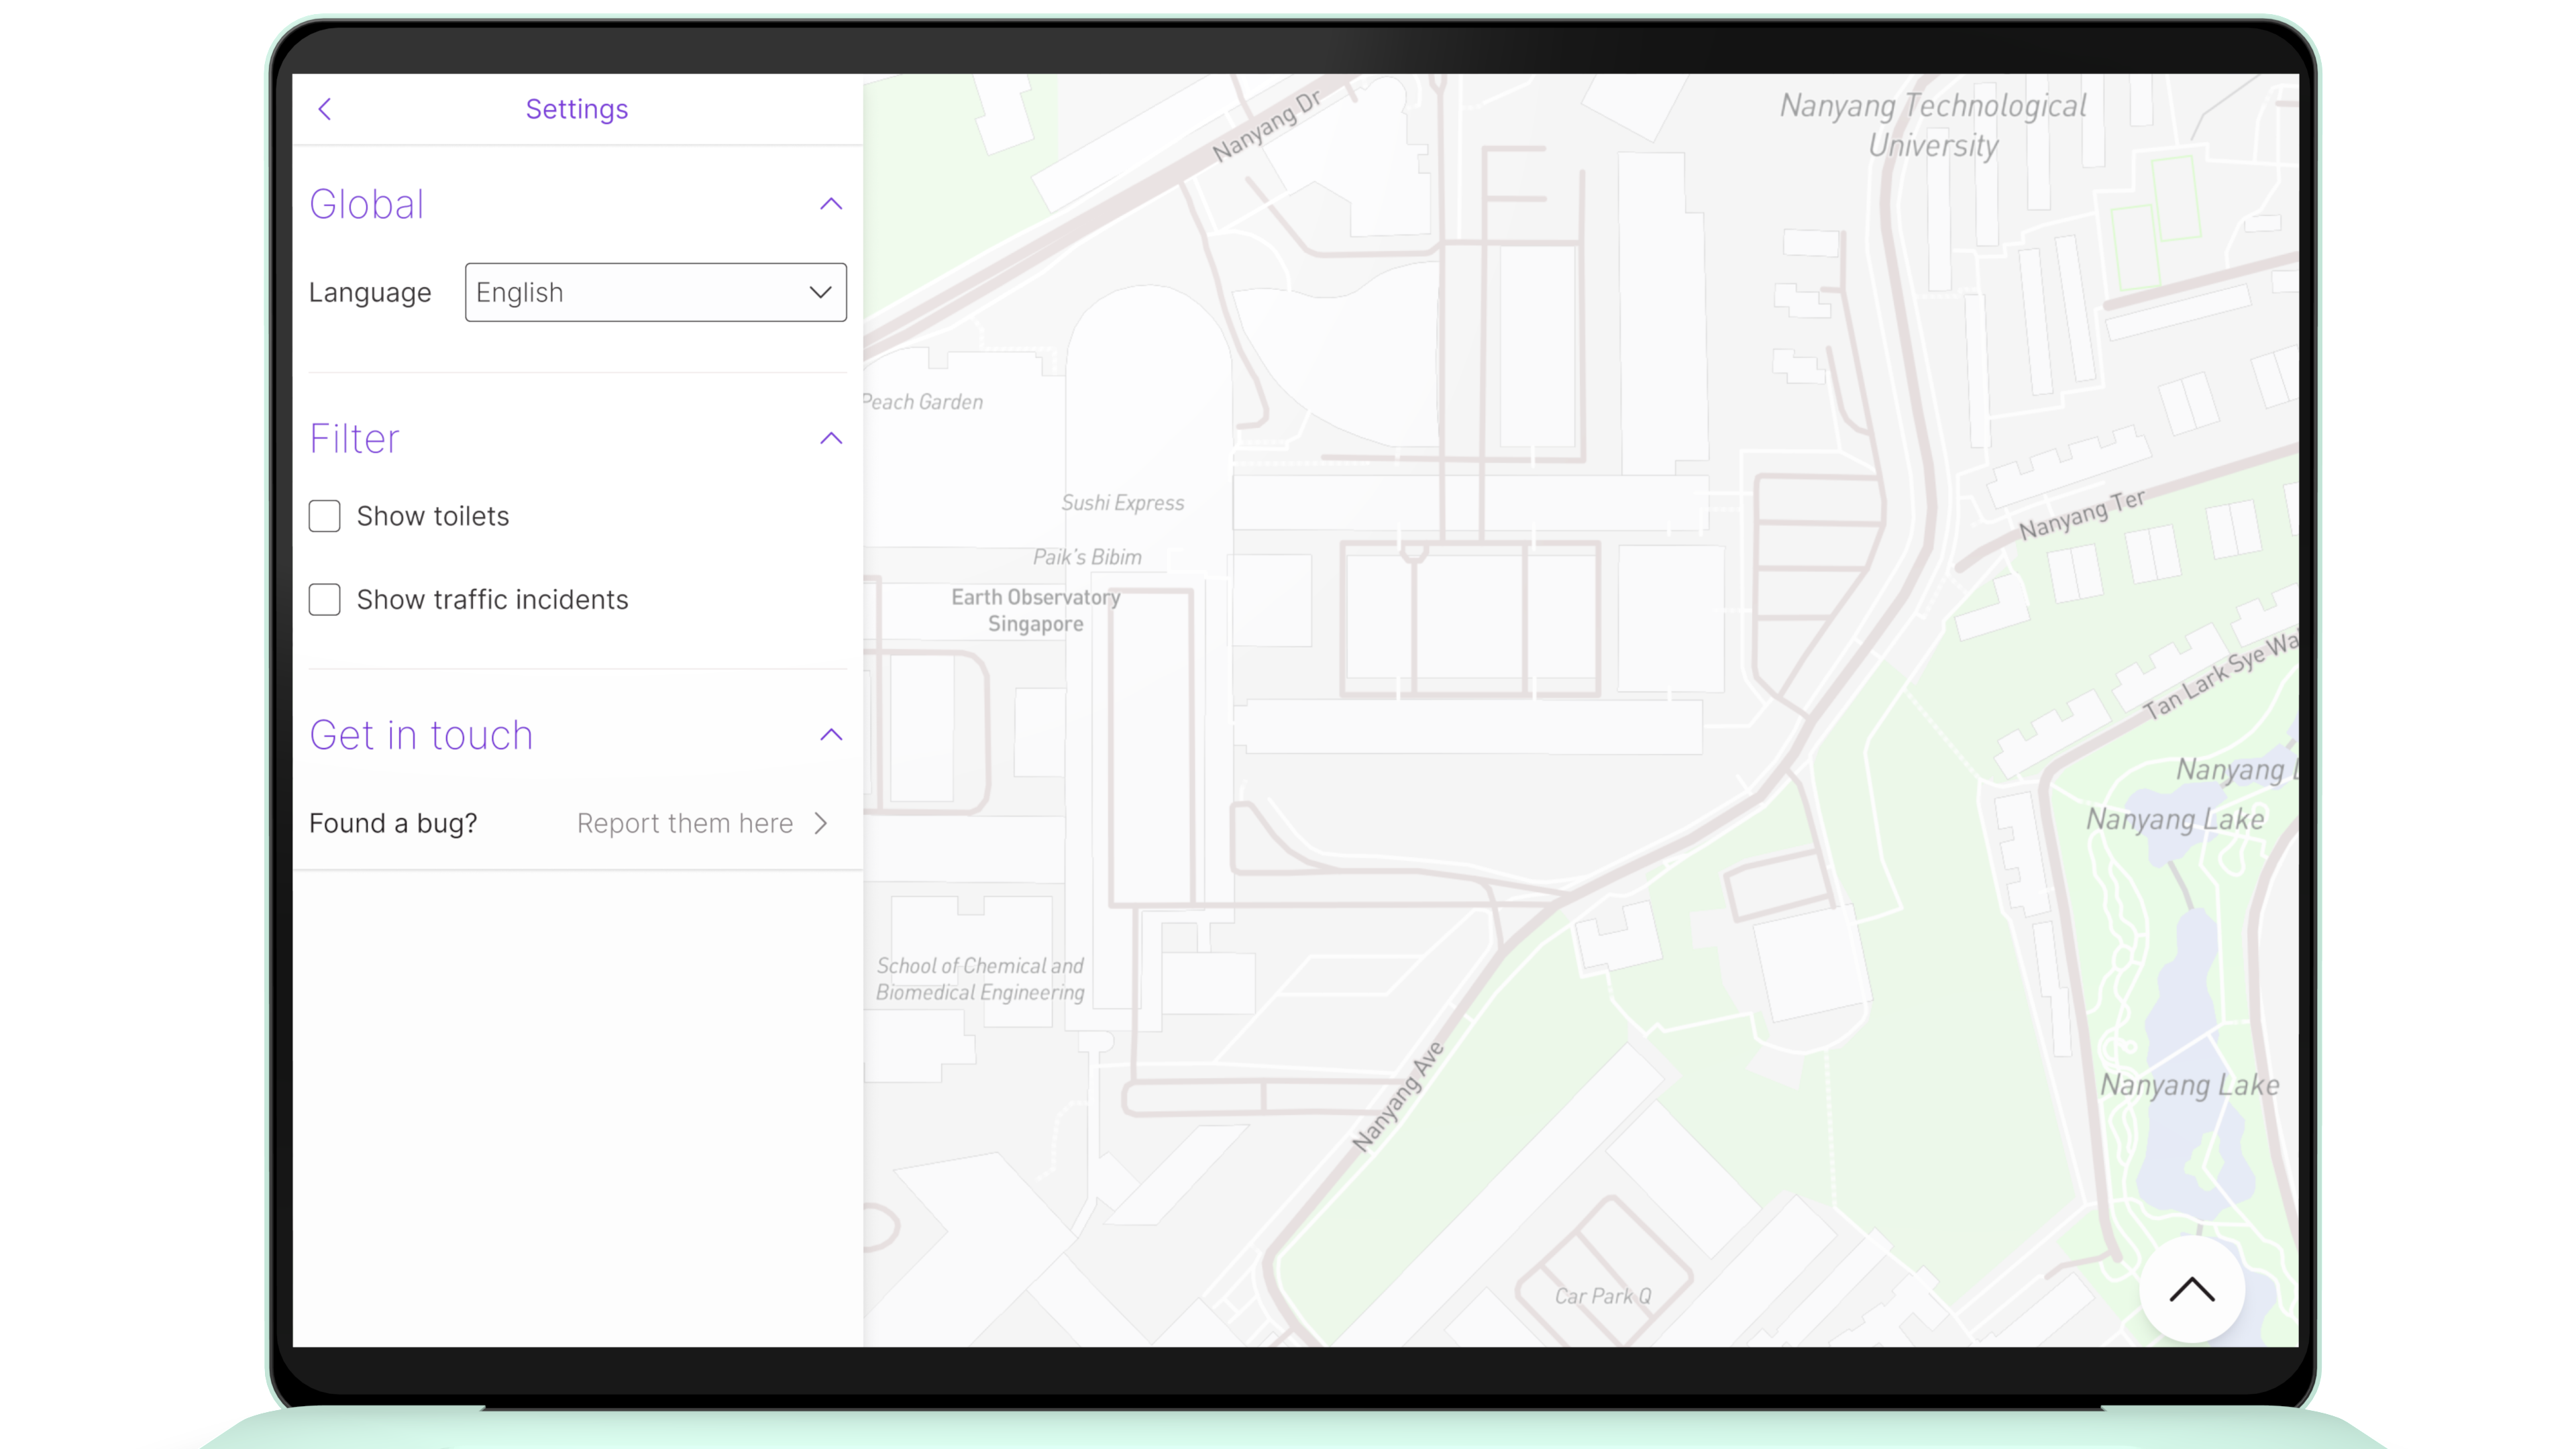 Settings
Global
Language
English
Filter
Show toilets
Show traffic incidents
Get in touch
Found a bug?
Report them here
Nanyang Dr
Nanyang Technological
University
Peach Garden
Sushi Express
Paik's Bibim
Earth Observatory
Singapore
Nanyang Ter
Tan Lark Sye Wa
Nanyang L
Nanyang Lake
School of Chemical and
Biomedical Engineering
Nanyang Ave
Nanyang Lake
Car Park Q